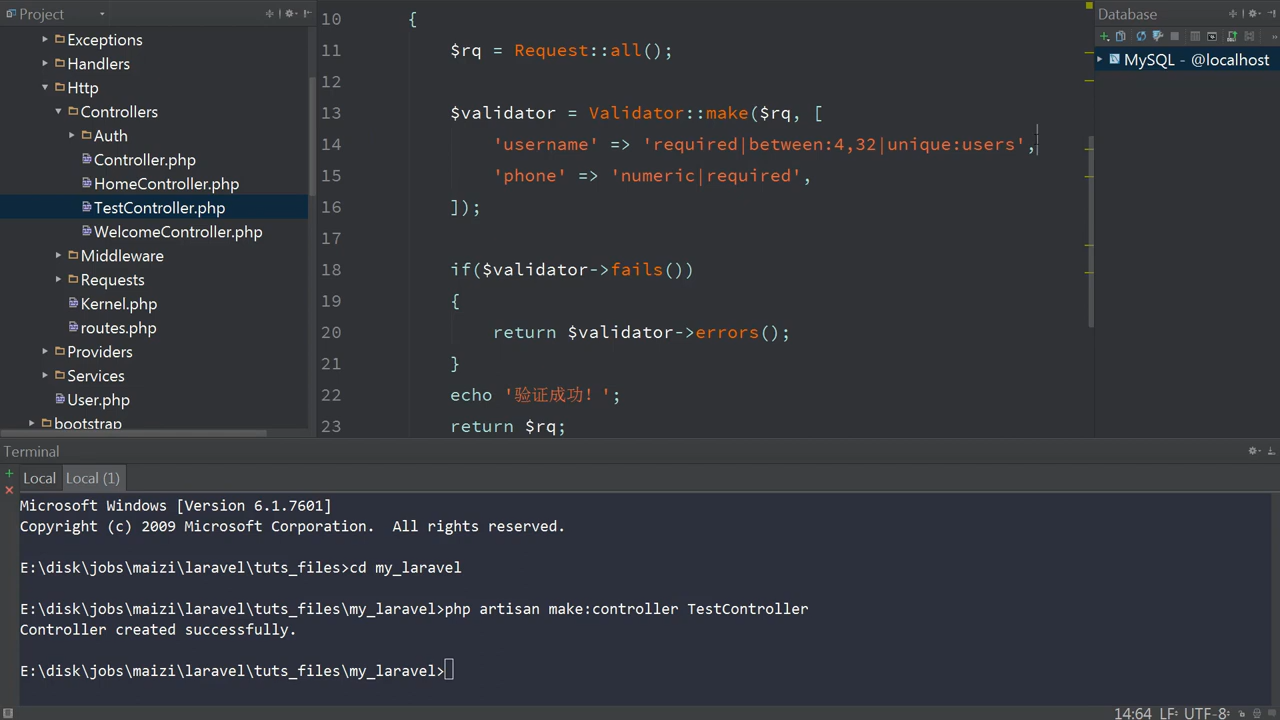 Project
Exceptions
Handlers
Http
Controllers
Auth
Controller.php
HomeController.php
TestController.php
WelcomeController.php
Middleware
Requests
Kernel.php
routes.php
Providers
Services
User.php
bootstrap
10 {
11 $rq = Request::all();
12
13 $validator = Validator::make($rq, [
14 'username' => 'required|between:4,32|unique:users',
15 'phone' => 'numeric|required',
16 ]);
17
18 if($validator->fails())
19 {
20 return $validator->errors();
21 }
22 echo '验证成功！';
23 return $rq;
Database
MySQL - @localhost
Terminal
Local Local (1)
Microsoft Windows [Version 6.1.7601]
Copyright (c) 2009 Microsoft Corporation. All rights reserved.
E:\disk\jobs\maizi\laravel\tuts_files>cd my_laravel
E:\disk\jobs\maizi\laravel\tuts_files\my_laravel>php artisan make:controller TestController
Controller created successfully.
E:\disk\jobs\maizi\laravel\tuts_files\my_laravel>
14:64 LF÷ UTF-8÷